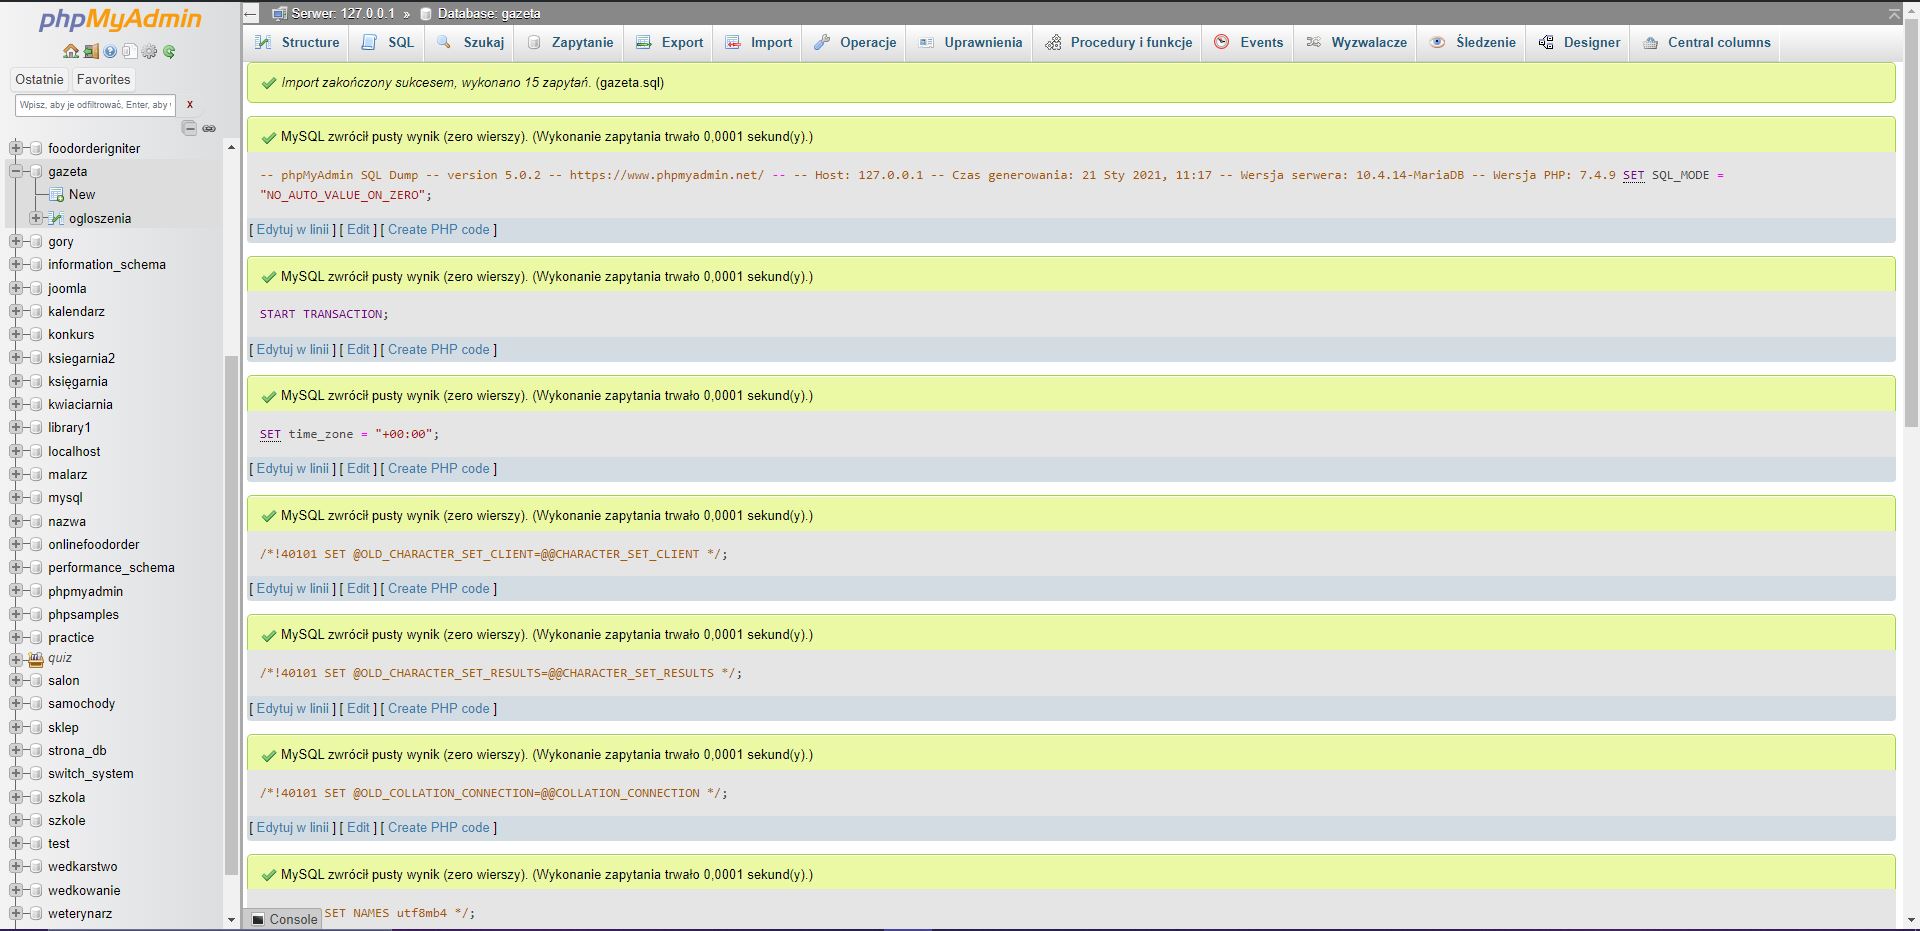 phpMyAdmin
Ostatnie Favorites
Wpisz, aby je odfiltrować, Enter, aby
x
foodorderigniter
gazeta
New
ogloszenia
gory
information_schema
joomla
kalendarz
konkurs
ksiegarnia2
księgarnia
kwiaciarnia
library1
localhost
malarz
mysql
nazwa
onlinefoodorder
performance_schema
phpmyadmin
phpsamples
practice
quiz
salon
samochody
sklep
strona_db
switch_system
szkola
szkole
test
wedkarstwo
wedkowanie
weterynarz
Serwer: 127.0.0.1 » Database: gazeta
Structure SQL Szukaj Zapytanie Export Import Operacje Uprawnienia Procedury i funkcje Events Wyzwalacze Śledzenie Designer Central columns
Import zakończony sukcesem, wykonano 15 zapytań. (gazeta.sql)
MySQL zwrócił pusty wynik (zero wierszy). (Wykonanie zapytania trwało 0,0001 sekund(y).)
-- phpMyAdmin SQL Dump -- version 5.0.2 -- https://www.phpmyadmin.net/ -- -- Host: 127.0.0.1 -- Czas generowania: 21 Sty 2021, 11:17 -- Wersja serwera: 10.4.14-MariaDB -- Wersja PHP: 7.4.9 SET SQL_MODE =
"NO_AUTO_VALUE_ON_ZERO";
[ Edytuj w linii ] [ Edit ] [ Create PHP code ]
MySQL zwrócił pusty wynik (zero wierszy). (Wykonanie zapytania trwało 0,0001 sekund(y).)
START TRANSACTION;
[ Edytuj w linii ] [ Edit ] [ Create PHP code ]
MySQL zwrócił pusty wynik (zero wierszy). (Wykonanie zapytania trwało 0,0001 sekund(y).)
SET time_zone = "+00:00";
[ Edytuj w linii ] [ Edit ] [ Create PHP code ]
MySQL zwrócił pusty wynik (zero wierszy). (Wykonanie zapytania trwało 0,0001 sekund(y).)
/*!40101 SET @OLD_CHARACTER_SET_CLIENT=@@CHARACTER_SET_CLIENT */;
[ Edytuj w linii ] [ Edit ] [ Create PHP code ]
MySQL zwrócił pusty wynik (zero wierszy). (Wykonanie zapytania trwało 0,0001 sekund(y).)
/*!40101 SET @OLD_CHARACTER_SET_RESULTS=@@CHARACTER_SET_RESULTS */;
[ Edytuj w linii ] [ Edit ] [ Create PHP code ]
MySQL zwrócił pusty wynik (zero wierszy). (Wykonanie zapytania trwało 0,0001 sekund(y).)
/*!40101 SET @OLD_COLLATION_CONNECTION=@@COLLATION_CONNECTION */;
[ Edytuj w linii ] [ Edit ] [ Create PHP code ]
MySQL zwrócił pusty wynik (zero wierszy). (Wykonanie zapytania trwało 0,0001 sekund(y).)
SET NAMES utf8mb4 */;
Console